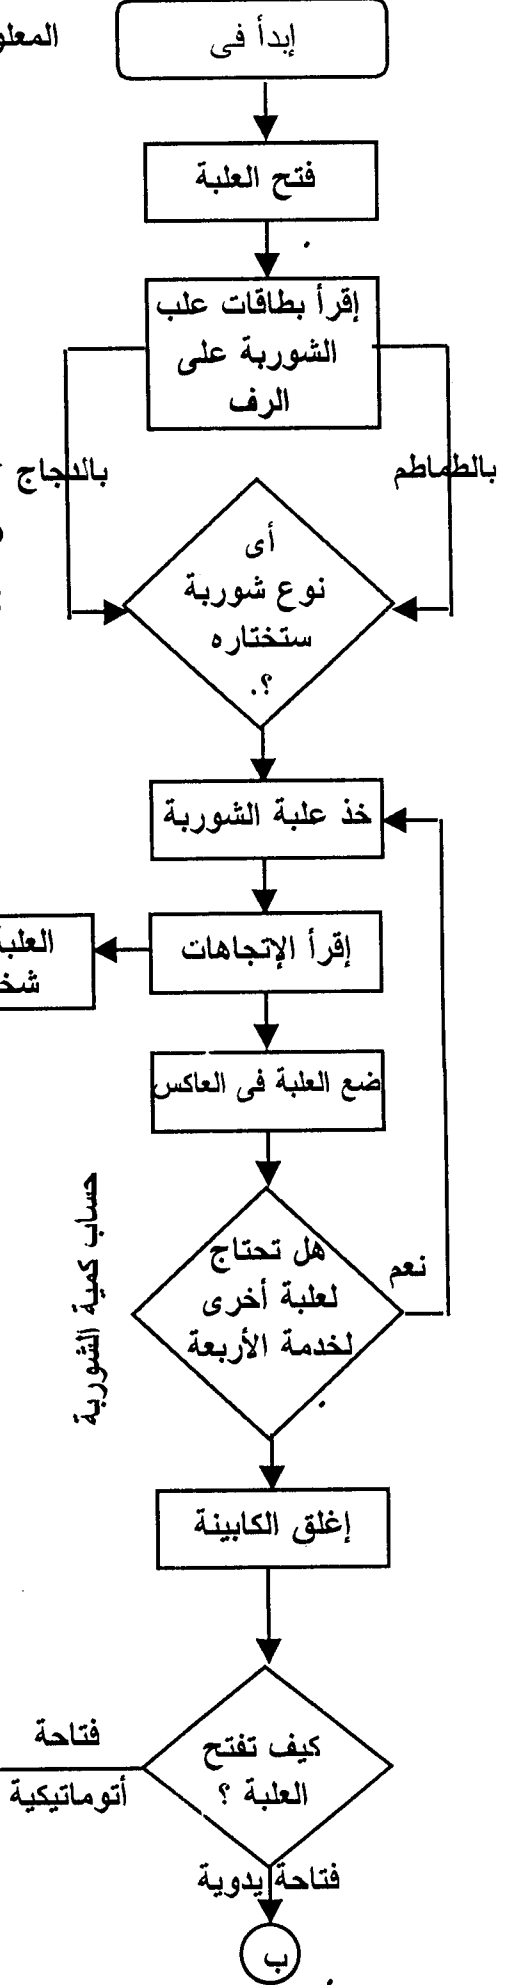 إبدأ فى
فتح العلبة
إقرأ بطاقات علب
الشوربة على
الرف
بالطماطم
بالدجاج
أى
نوع شوربة
ستختاره
؟.
خذ علبة الشوربة
إقرأ الإتجاهات
ضع العلبة فى العاكس
حساب كمية الشوربة
هل تحتاج
لعلبة أخرى
لخدمة الأربعة
نعم
إغلق الكابينة
كيف تفتح
العلبة ؟
فتاحة
أتوماتيكية
فتاحة يدوية
ب